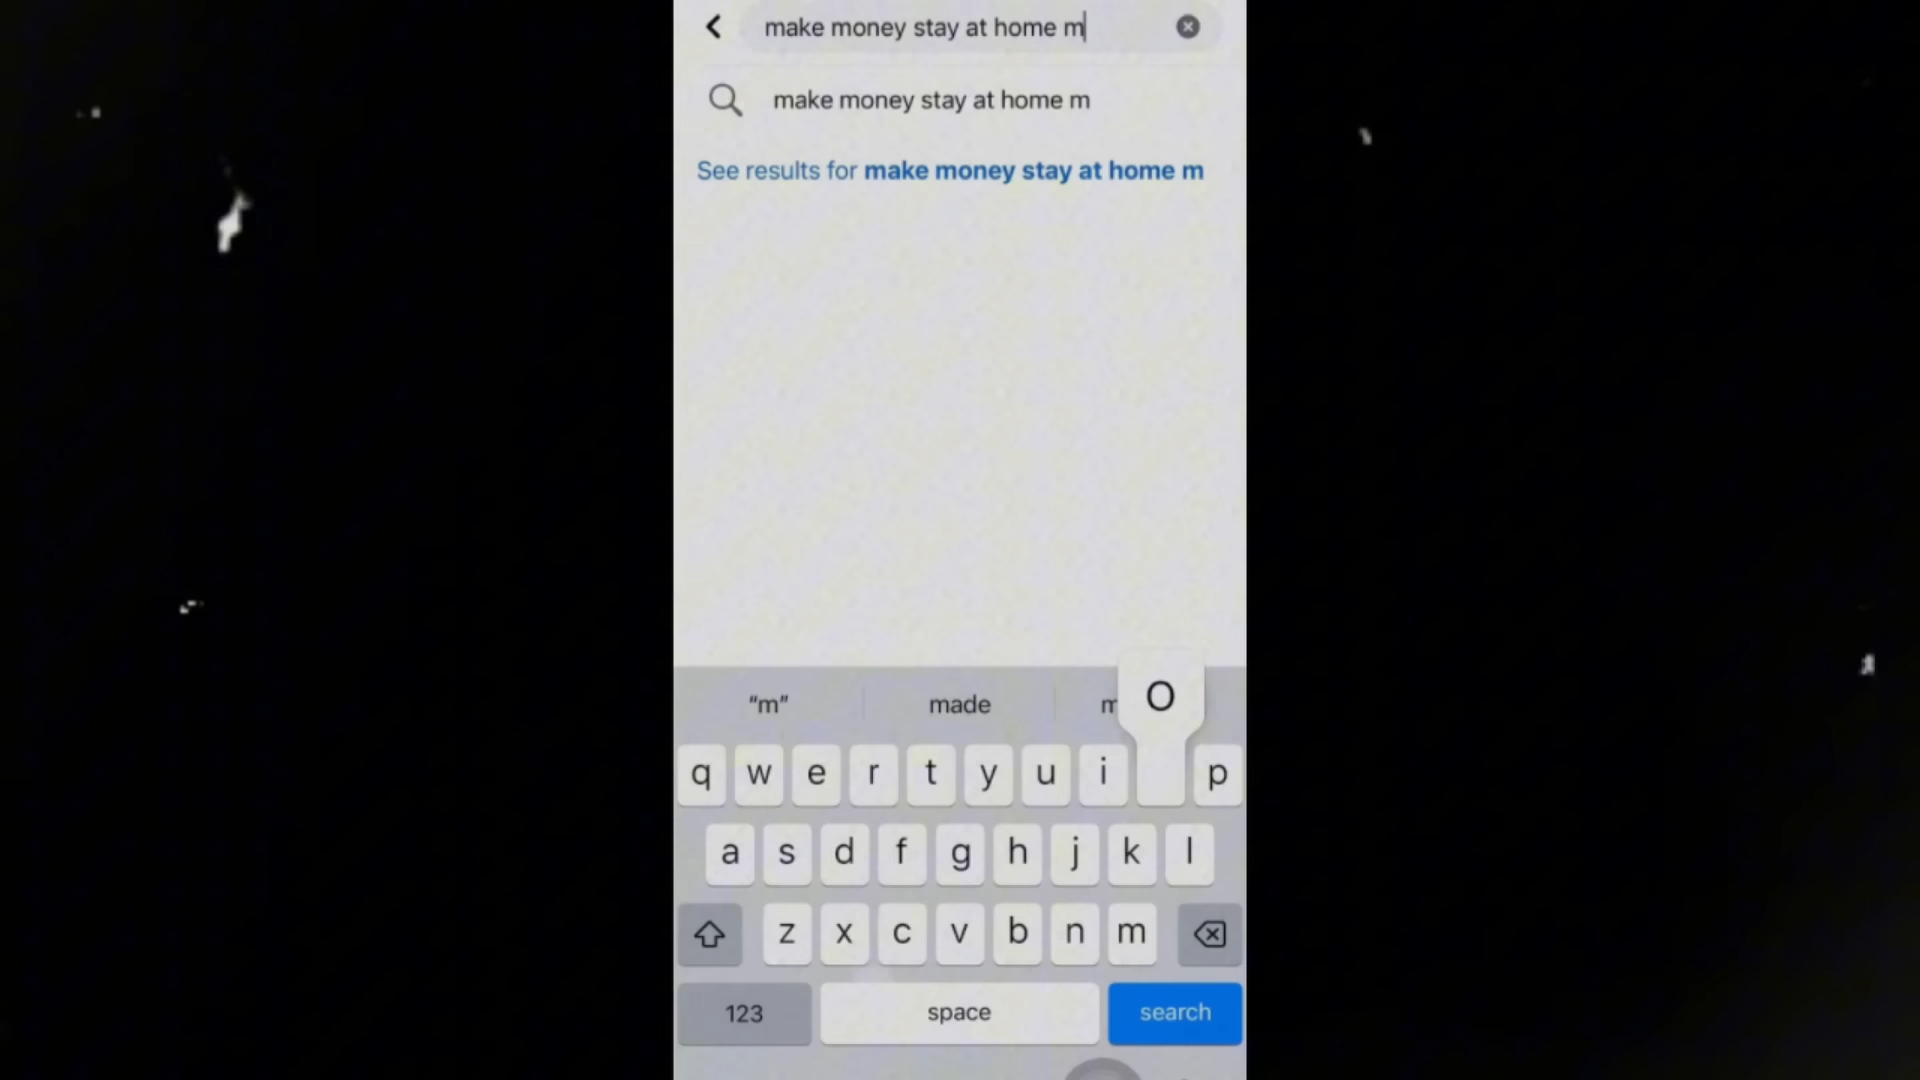 make money stay at home m
make money stay at home m
See results for make money stay at home m
“m” made m
O
q w e r t y u i p
a s d f g h j k l
z x c v b n m
123 space search